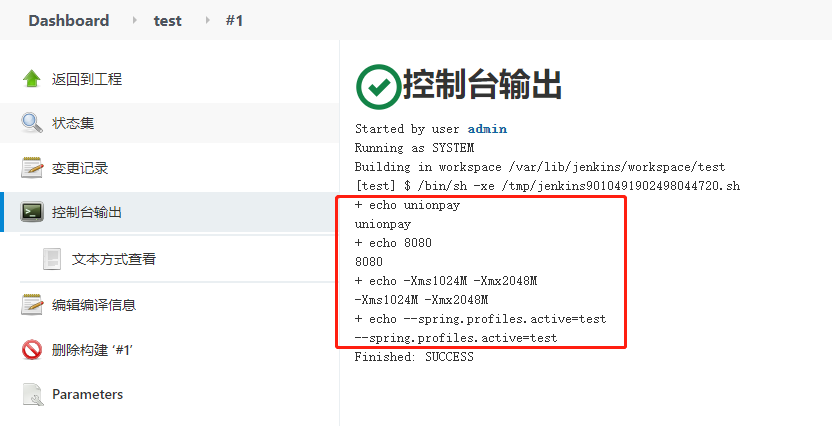 Dashboard test #1
返回到工程
状态集
变更记录
控制台输出
文本方式查看
编辑编译信息
删除构建 ‘#1’
Parameters
控制台输出
Started by user admin
Running as SYSTEM
Building in workspace /var/lib/jenkins/workspace/test
[test] $ /bin/sh -xe /tmp/jenkins9010491902498044720.sh
+ echo unionpay
unionpay
+ echo 8080
8080
+ echo -Xms1024M -Xmx2048M
-Xms1024M -Xmx2048M
+ echo --spring.profiles.active=test
--spring.profiles.active=test
Finished: SUCCESS